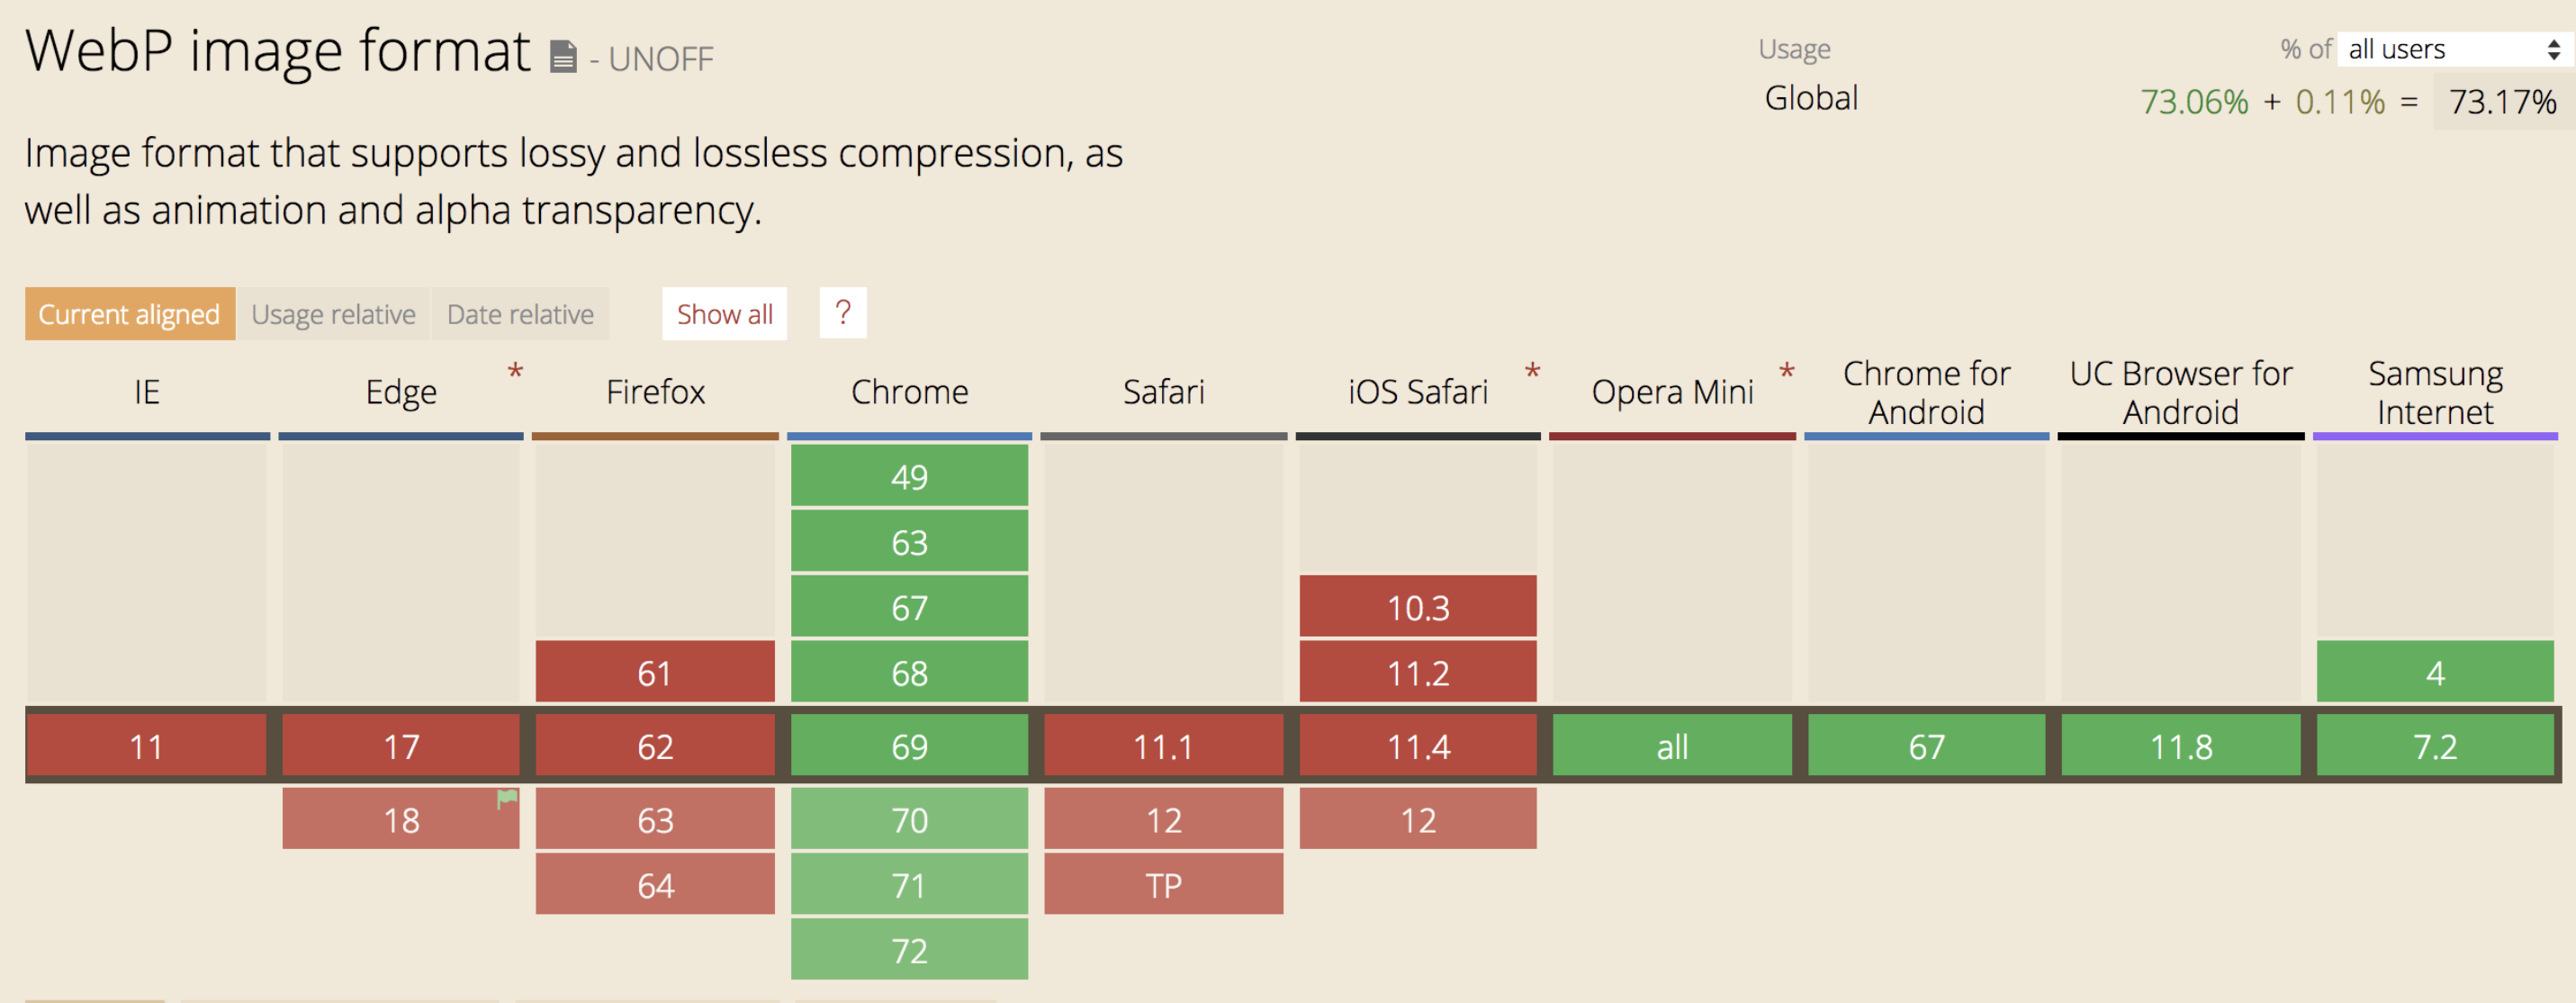 WebP image format - UNOFF
Usage % of all users
Global 73.06% + 0.11% = 73.17%
Image format that supports lossy and lossless compression, as
well as animation and alpha transparency.
Current aligned Usage relative Date relative Show all ?
IE Edge * Firefox Chrome Safari iOS Safari * Opera Mini * Chrome for Android UC Browser for Android Samsung Internet
49
63
67 10.3
61 68 11.2 4
11 17 62 69 11.1 11.4 all 67 11.8 7.2
18 63 70 12 12
64 71 TP
72